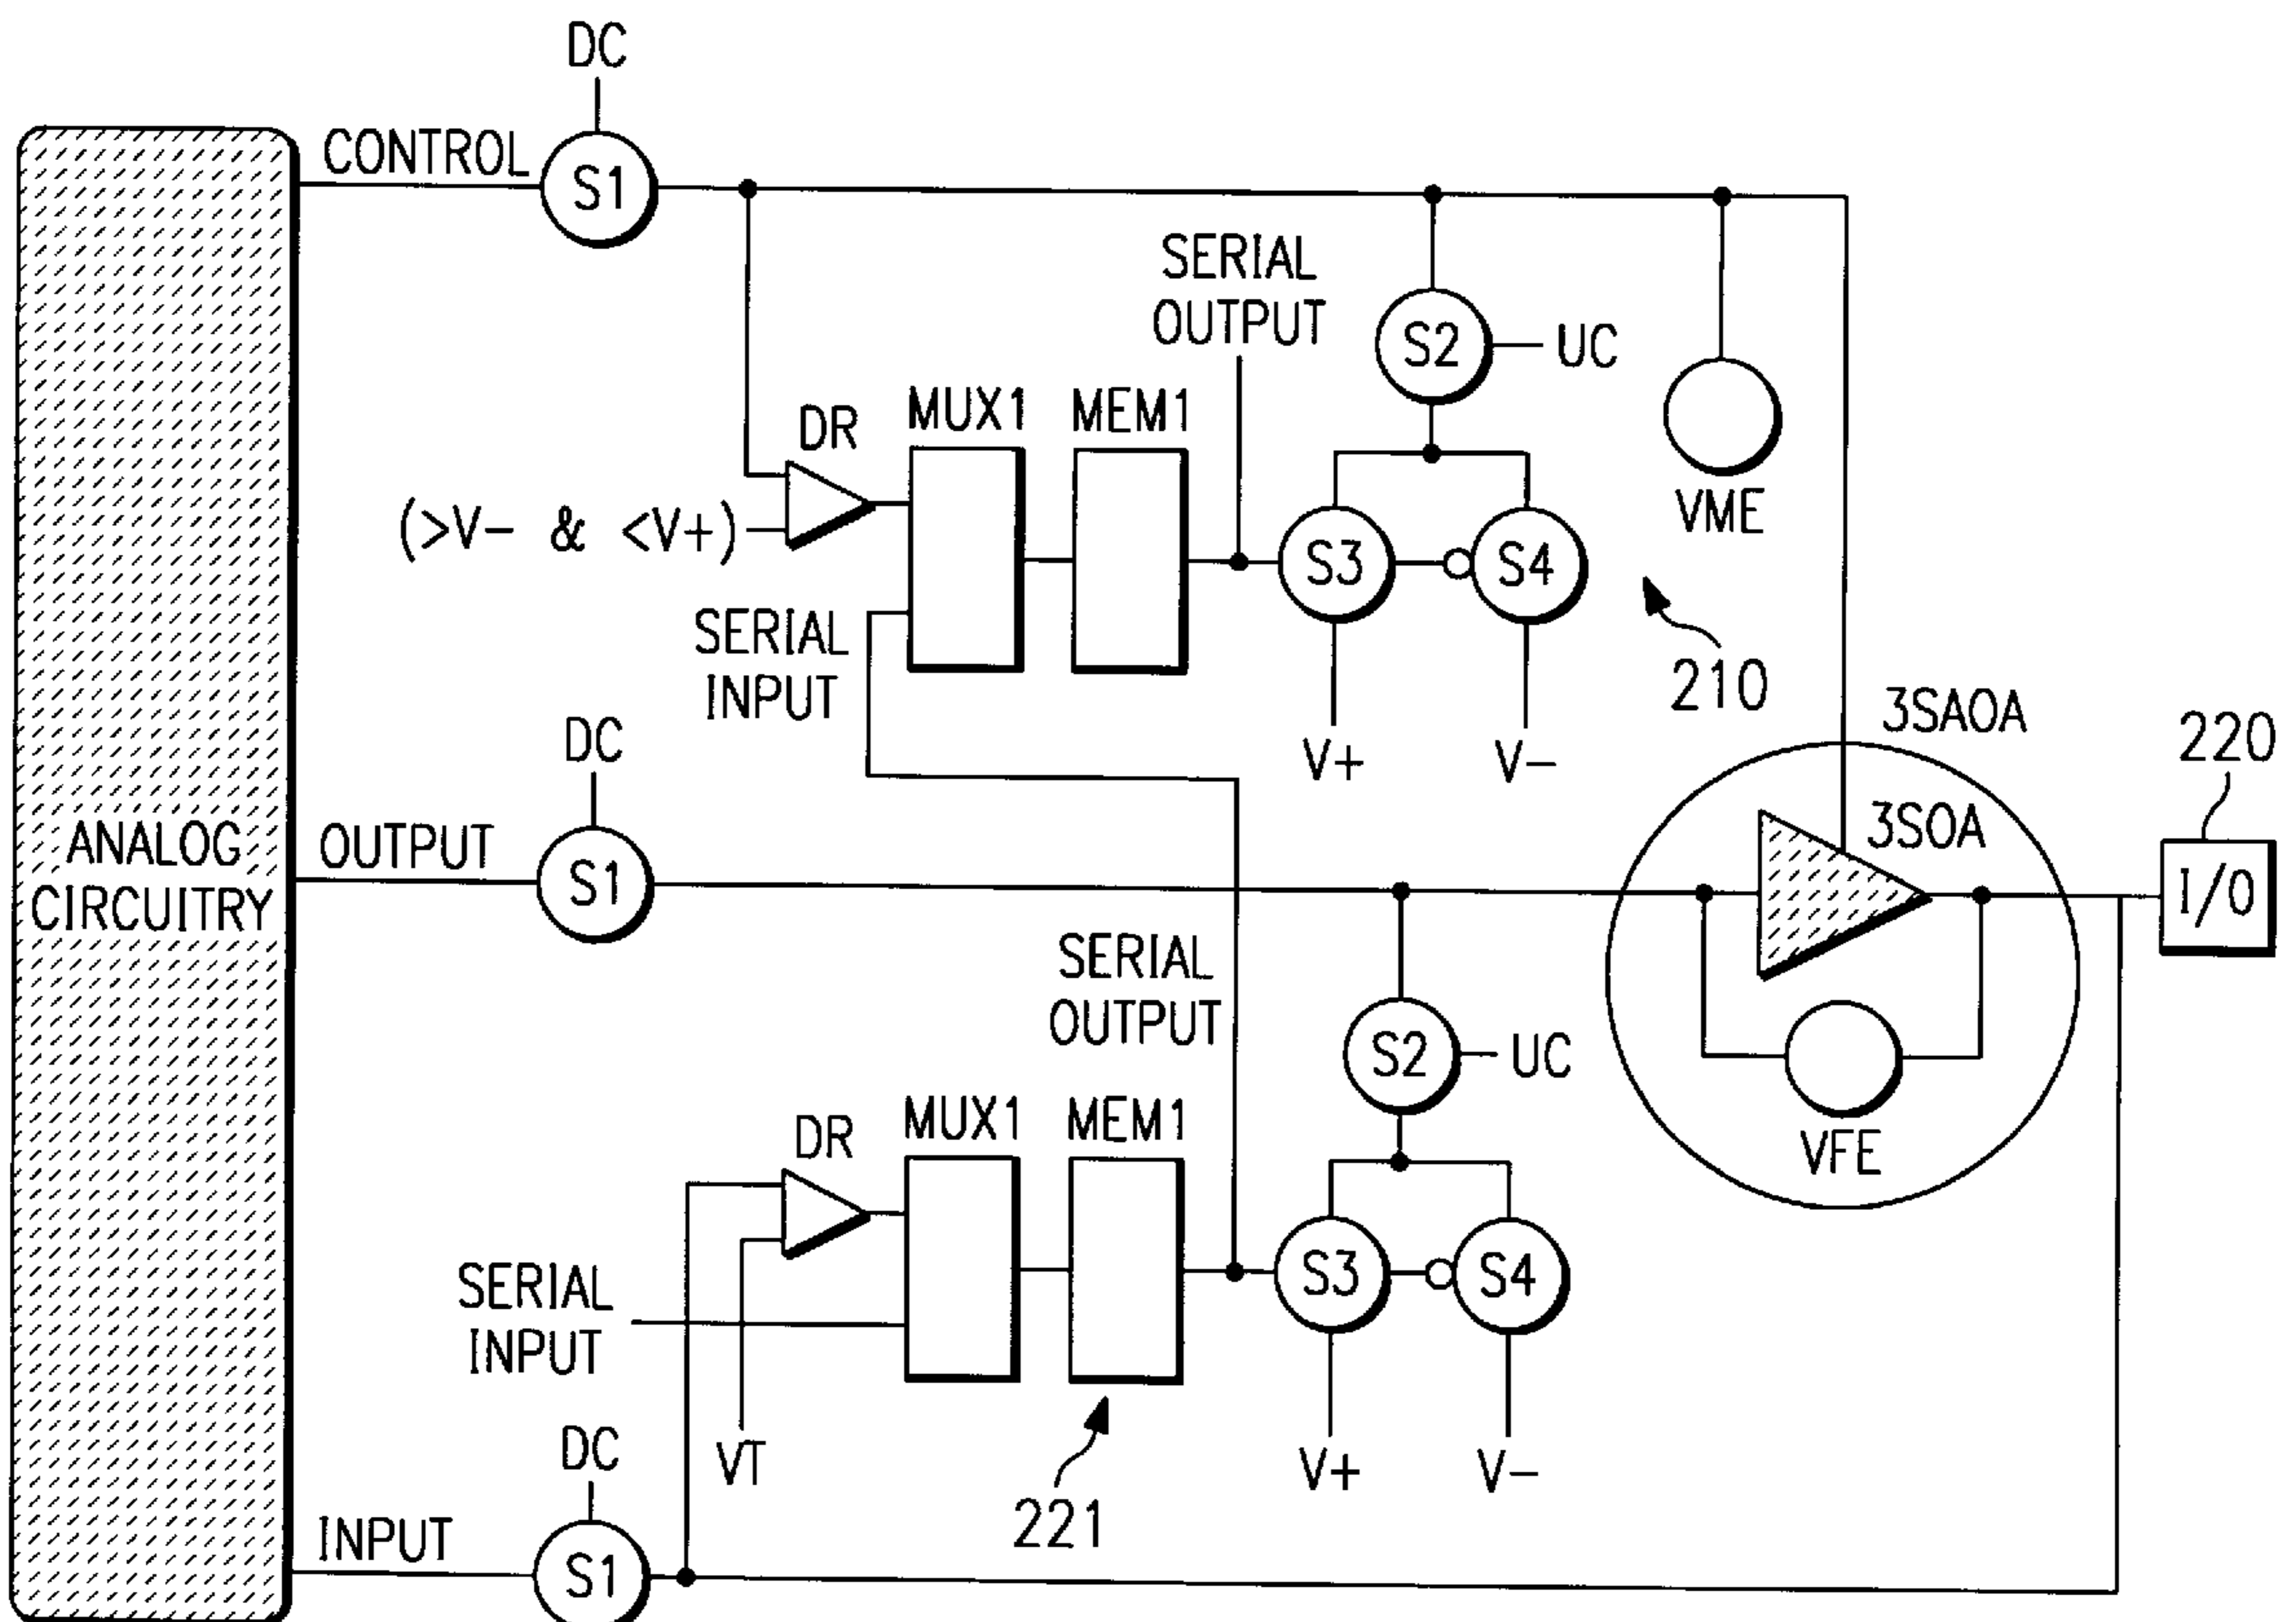 DC
CONTROL
S1
SERIAL
OUTPUT
S2
UC
DR
MUX1
MEM1
(>V- & <V+)
S3
S4
VME
SERIAL
INPUT
210
V+
V-
3SAOA
220
DC
ANALOG
CIRCUITRY
OUTPUT
S1
3SOA
I/O
SERIAL
OUTPUT
S2
UC
VFE
DR
MUX1
MEM1
SERIAL
INPUT
S3
S4
DC
VT
221
V+
V-
INPUT
S1